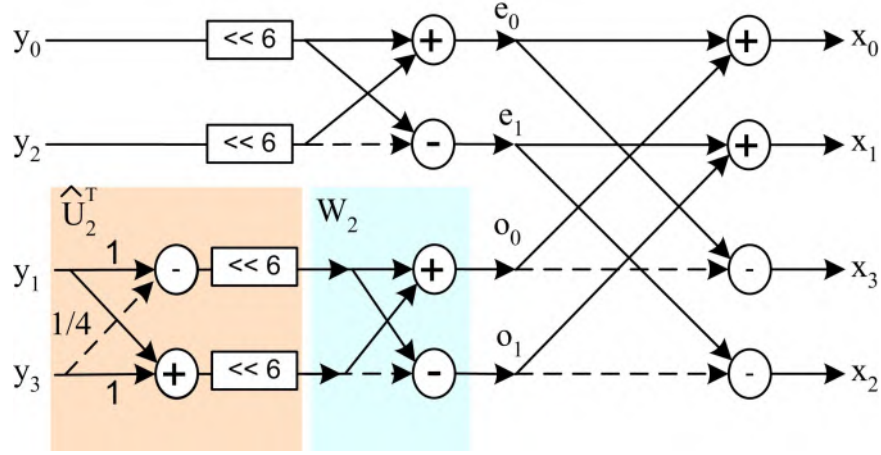 y₀ << 6 + e₀ + x₀
y₂ << 6 - e₁ + x₁
Û₂ᵀ W₂
y₁ 1 - << 6 + o₀ - x₃
1/4
y₃ 1 + << 6 - o₁ - x₂